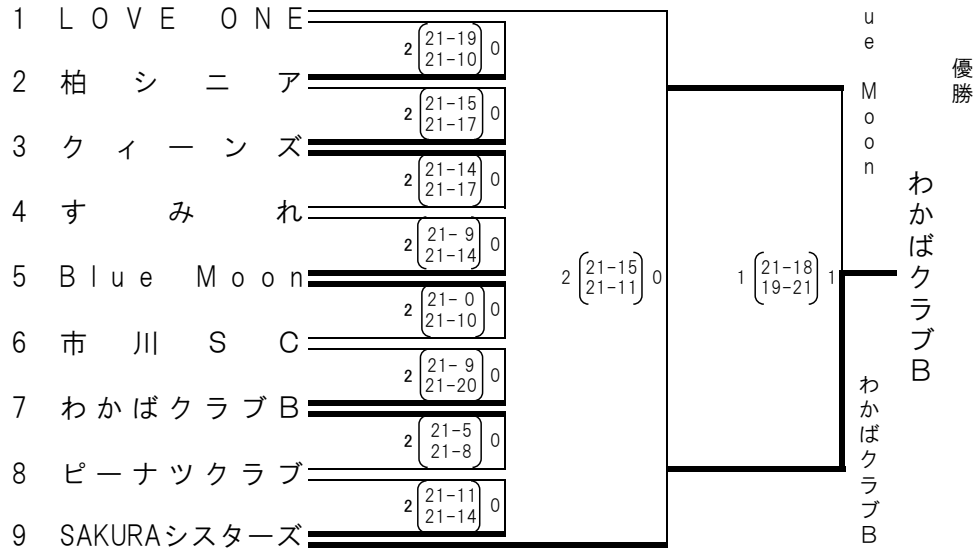 1 LOVE ONE
2 21-19 0
21-10
2 柏シニア
2 21-15 0
21-17
3 クィーンズ
2 21-14 0
21-17
4 すみれ
2 21- 9 0
21-14
5 Blue Moon
2 21- 0 0
21-10
6 市川SC
2 21- 9 0
21-20
7 わかばクラブB
2 21-5 0
21-8
8 ピーナツクラブ
2 21-11 0
21-14
9 SAKURAシスターズ
2 21-15 0
21-11
ue Moon
1 21-18 1
19-21
わかばクラブB
優勝
わかばクラブB